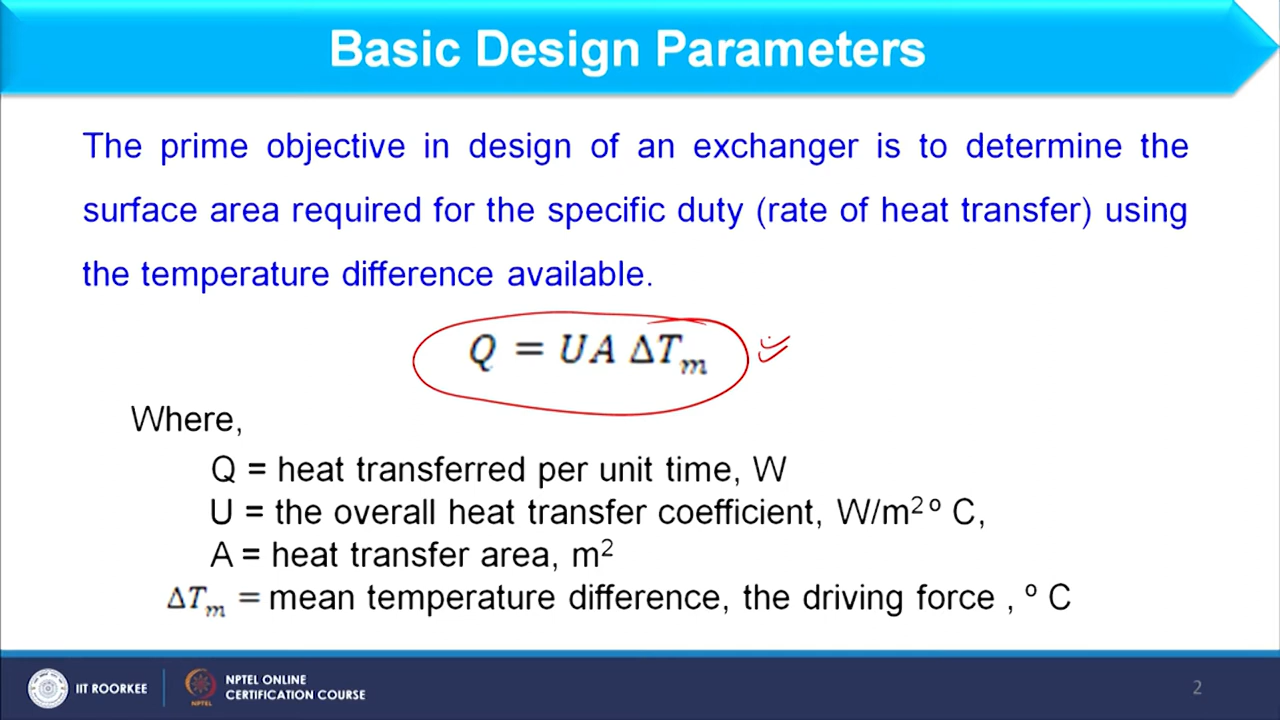 Basic Design Parameters
The prime objective in design of an exchanger is to determine the
surface area required for the specific duty (rate of heat transfer) using
the temperature difference available.
Q = UA ΔTₘ
Where,
Q = heat transferred per unit time, W
U = the overall heat transfer coefficient, W/m² º C,
A = heat transfer area, m²
ΔTₘ = mean temperature difference, the driving force , º C
IIT ROORKEE
NPTEL
NPTEL ONLINE
CERTIFICATION COURSE
2